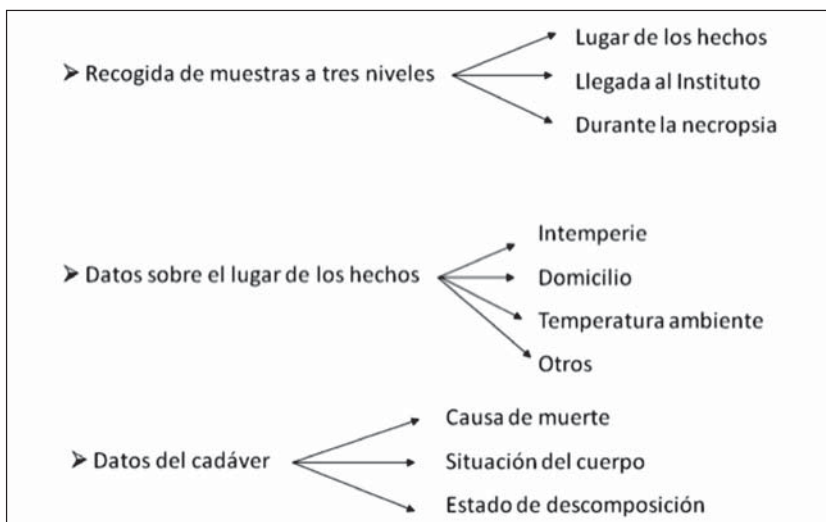 ➤ Recogida de muestras a tres niveles
Lugar de los hechos
Llegada al Instituto
Durante la necropsia
➤ Datos sobre el lugar de los hechos
Intemperie
Domicilio
Temperatura ambiente
Otros
➤ Datos del cadáver
Causa de muerte
Situación del cuerpo
Estado de descomposición